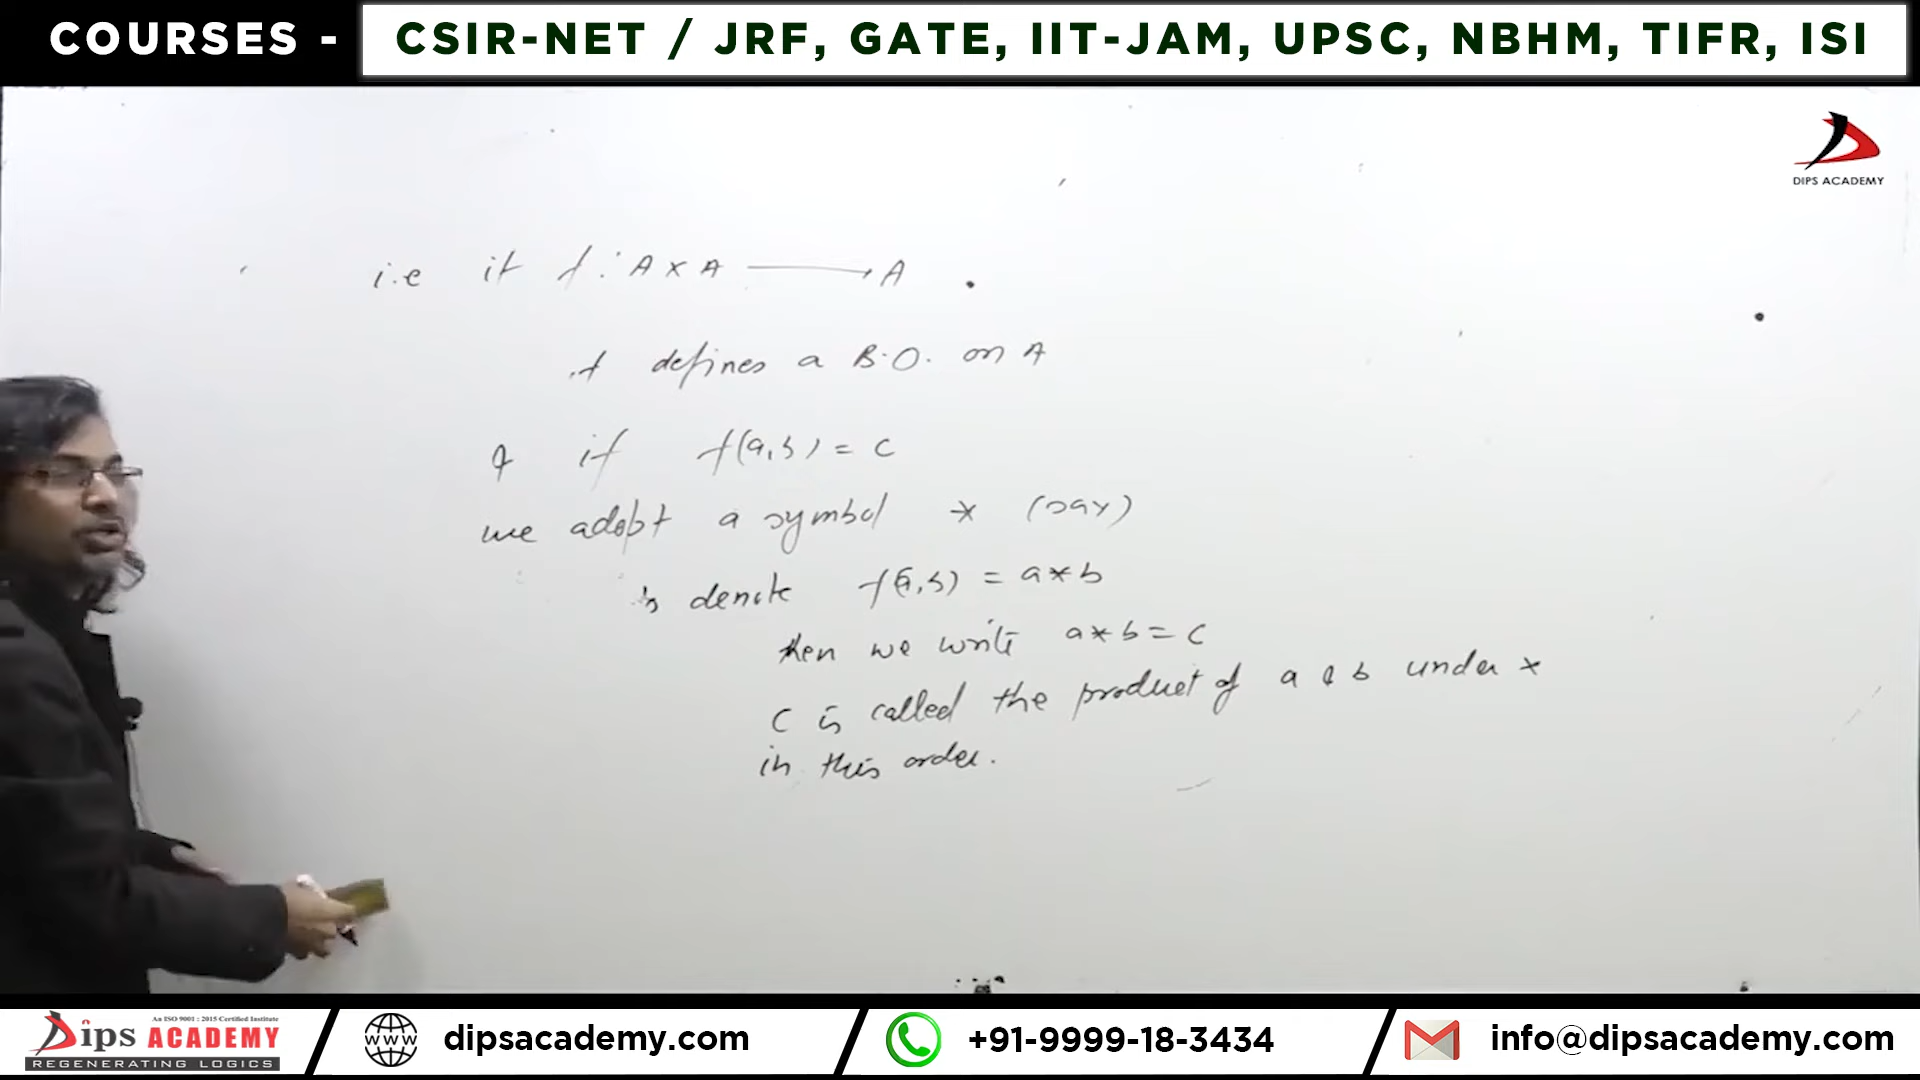 COURSES - CSIR-NET / JRF, GATE, IIT-JAM, UPSC, NBHM, TIFR, ISI
DIPS ACADEMY
i.e if f : A × A → A
f defines a B.O. on A
& if f(a,b) = c
we adopt a symbol * (say)
to denote f(a,b) = a*b
then we write a*b = c
c is called the product of a & b under *
in this order.
An ISO 9001 : 2015 Certified Institute
Dips ACADEMY
REGENERATING LOGICS
www
dipsacademy.com
+91-9999-18-3434
info@dipsacademy.com